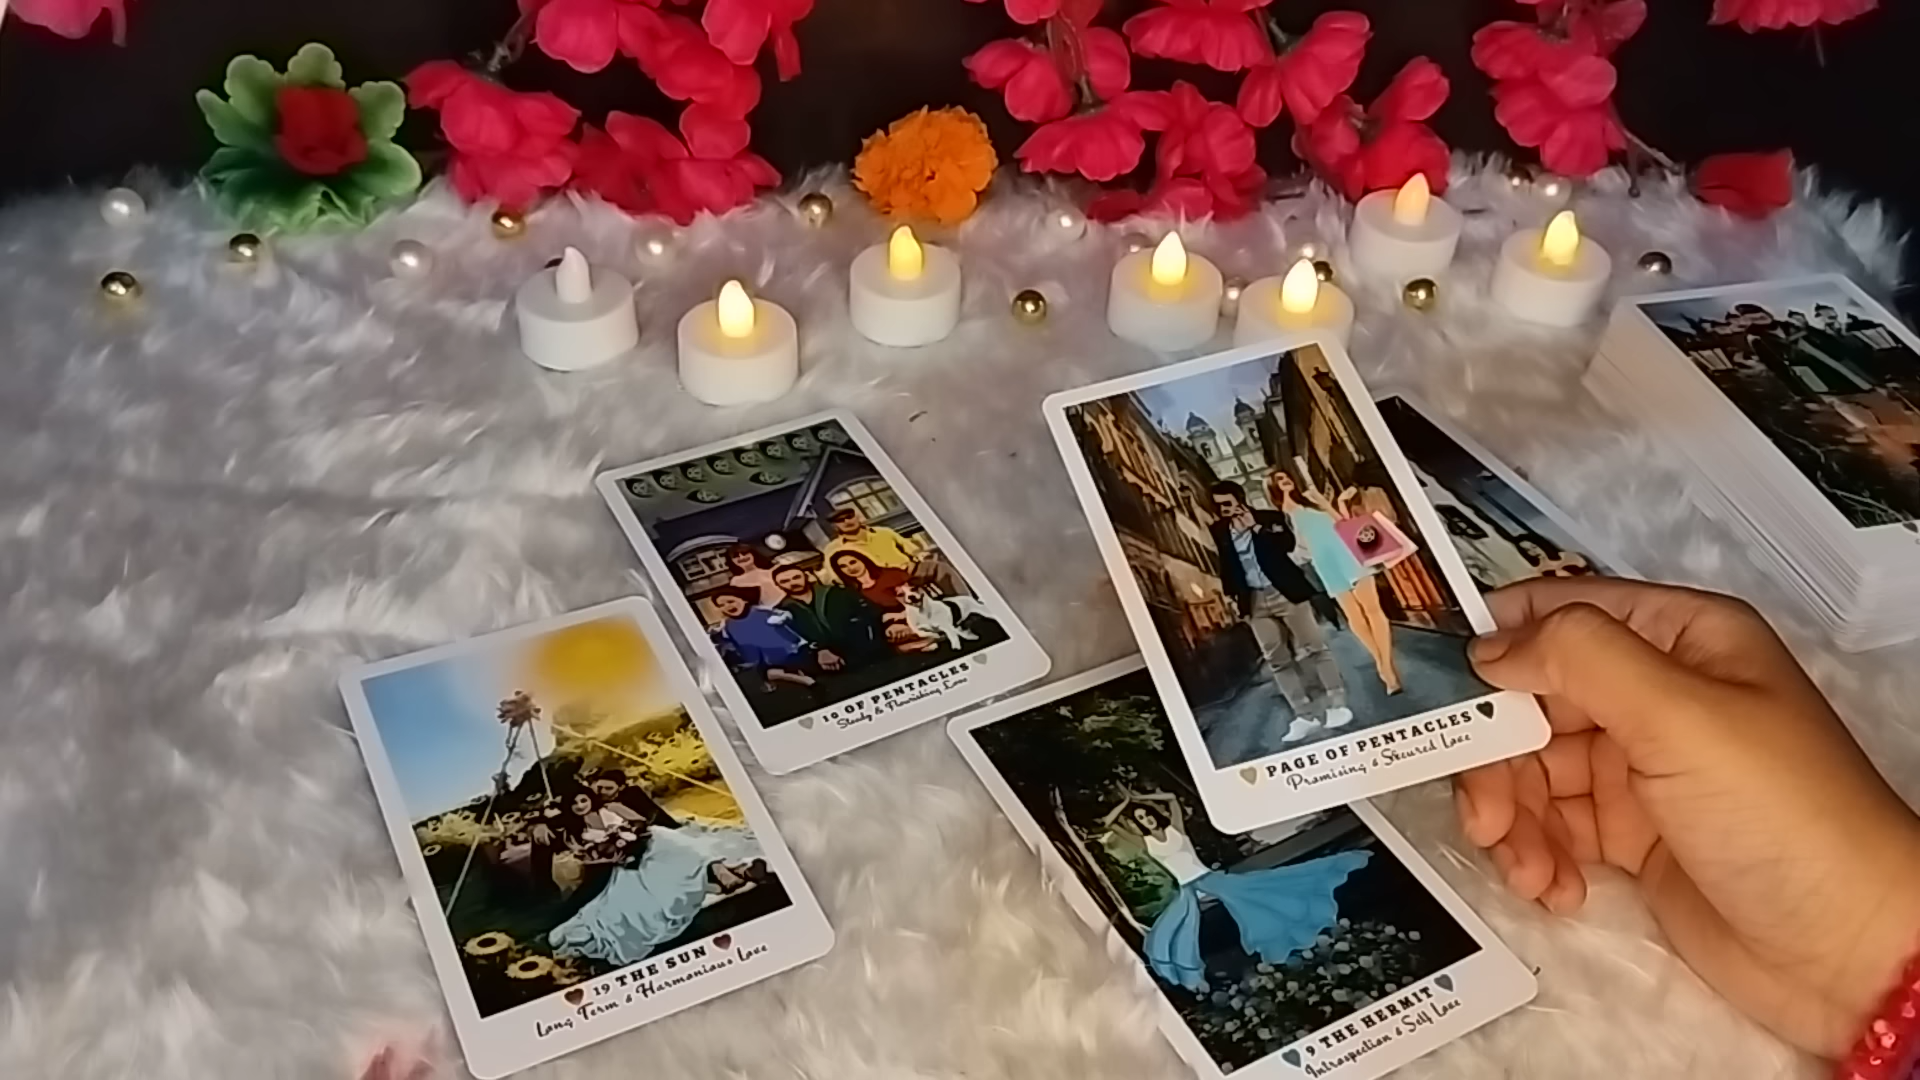 10 OF PENTACLES
Steady & Flourishing Love
PAGE OF PENTACLES
Promising & Secured Love
19 THE SUN
Long Term & Harmonious Love
9 THE HERMIT
Introspection & Self Love